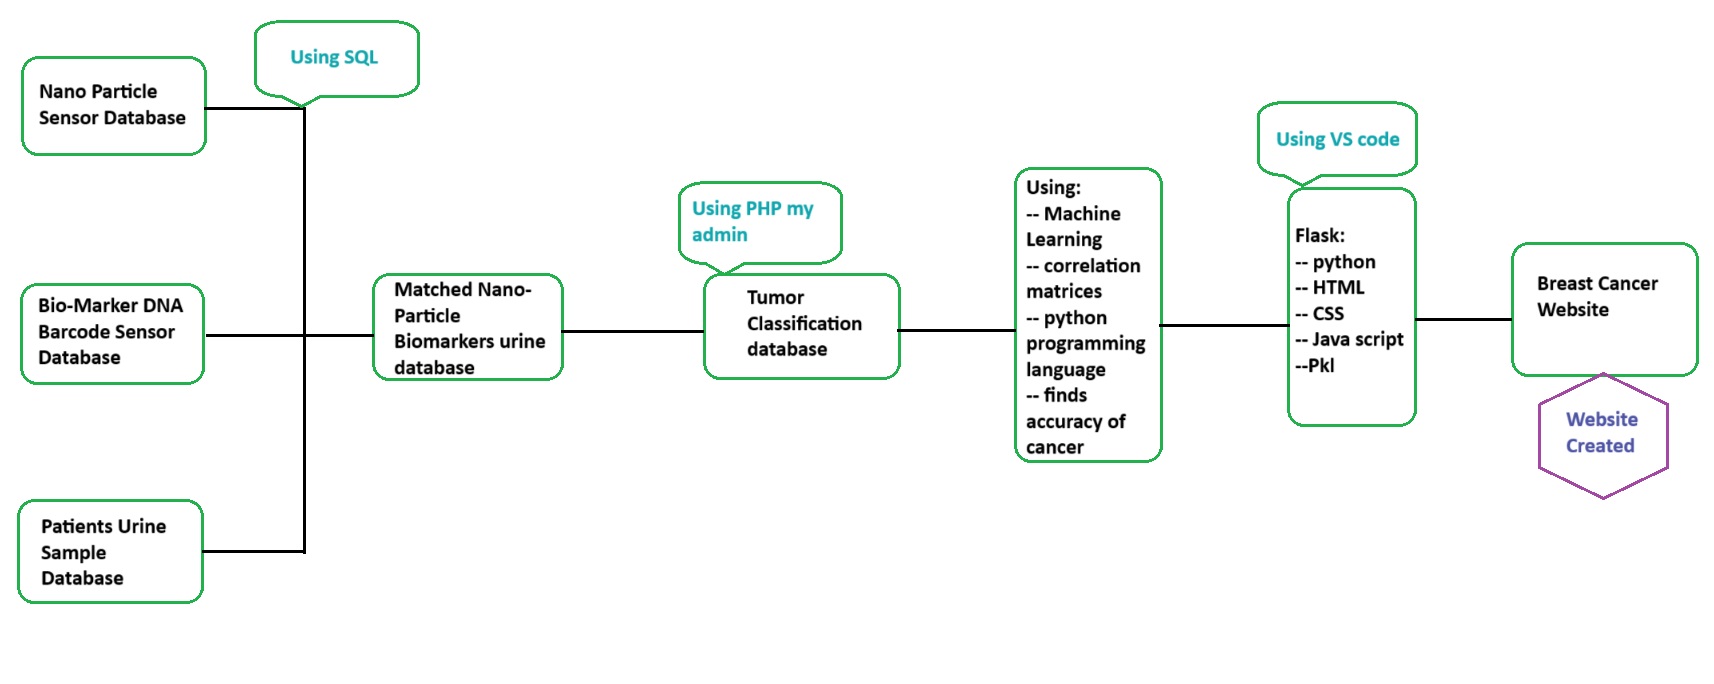 Using SQL
Nano Particle
Sensor Database
Bio-Marker DNA
Barcode Sensor
Database
Patients Urine
Sample
Database
Matched Nano-
Particle
Biomarkers urine
database
Using PHP my
admin
Tumor
Classification
database
Using:
-- Machine
Learning
-- correlation
matrices
-- python
programming
language
-- finds
accuracy of
cancer
Using VS code
Flask:
-- python
-- HTML
-- CSS
-- Java script
--Pkl
Breast Cancer
Website
Website
Created